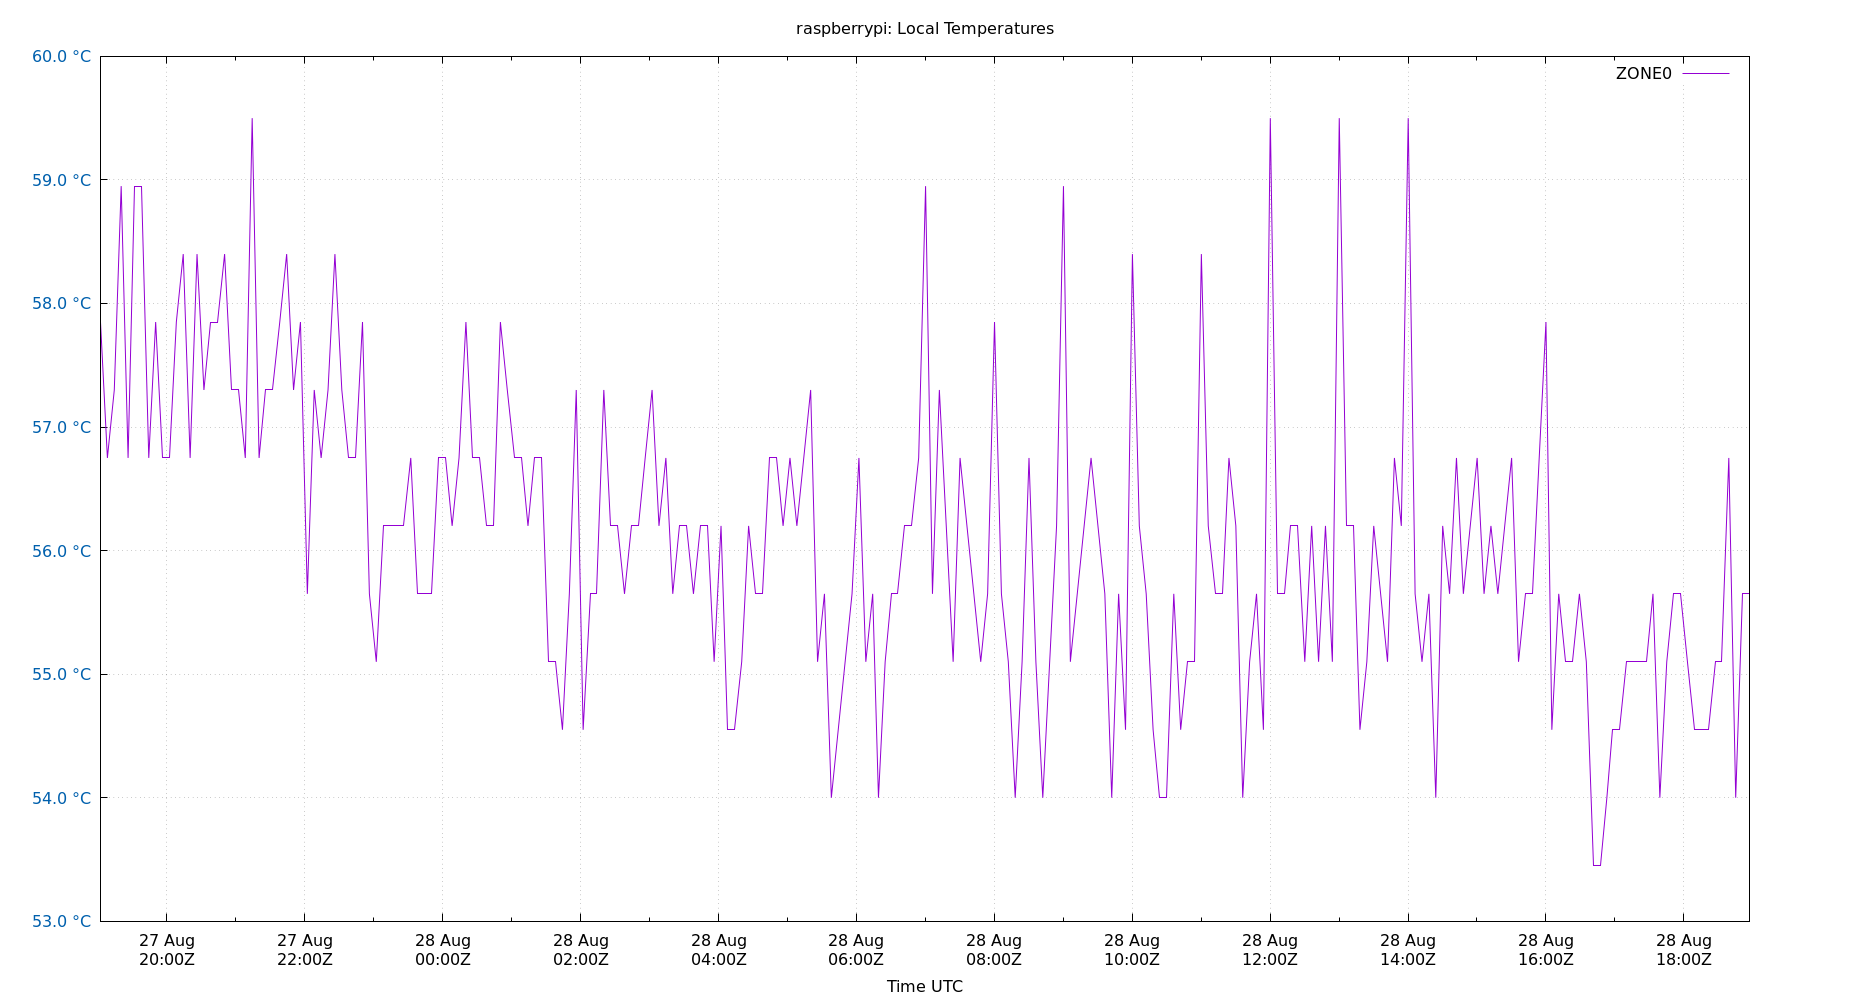 raspberrypi: Local Temperatures
60.0 °C
ZONE0
59.0 °C
58.0 °C
57.0 °C
56.0 °C
55.0 °C
54.0 °C
53.0 °C
27 Aug 27 Aug 28 Aug 28 Aug 28 Aug 28 Aug 28 Aug 28 Aug 28 Aug 28 Aug 28 Aug 28 Aug
20:00Z 22:00Z 00:00Z 02:00Z 04:00Z 06:00Z 08:00Z 10:00Z 12:00Z 14:00Z 16:00Z 18:00Z
Time UTC